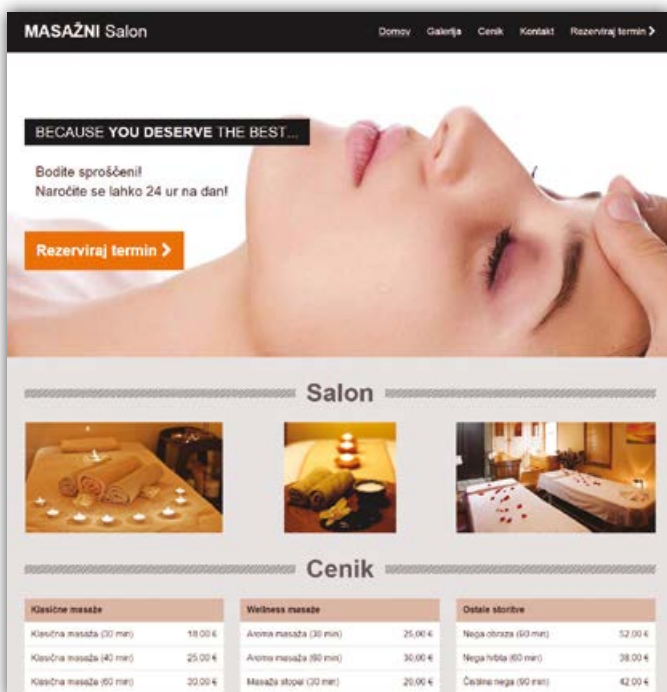 MASAŽNI Salon
Domov Galerija Cenik Kontakt Rezerviraj termin
BECAUSE YOU DESERVE THE BEST...
Bodite sproščeni!
Naročite se lahko 24 ur na dan!
Rezerviraj termin
Salon
Cenik
Klasične masaže
Klasična masaža (30 min) 18,00 €
Klasična masaža (40 min) 25,00 €
Klasična masaža (60 min) 30,00 €
Wellness masaže
Aroma masaža (30 min) 25,00 €
Aroma masaža (60 min) 30,00 €
Masaža stopal (30 min) 20,00 €
Ostale storitve
Nega obraza (60 min) 52,00 €
Nega hrbta (60 min) 38,00 €
Čistilna nega (90 min) 42,00 €